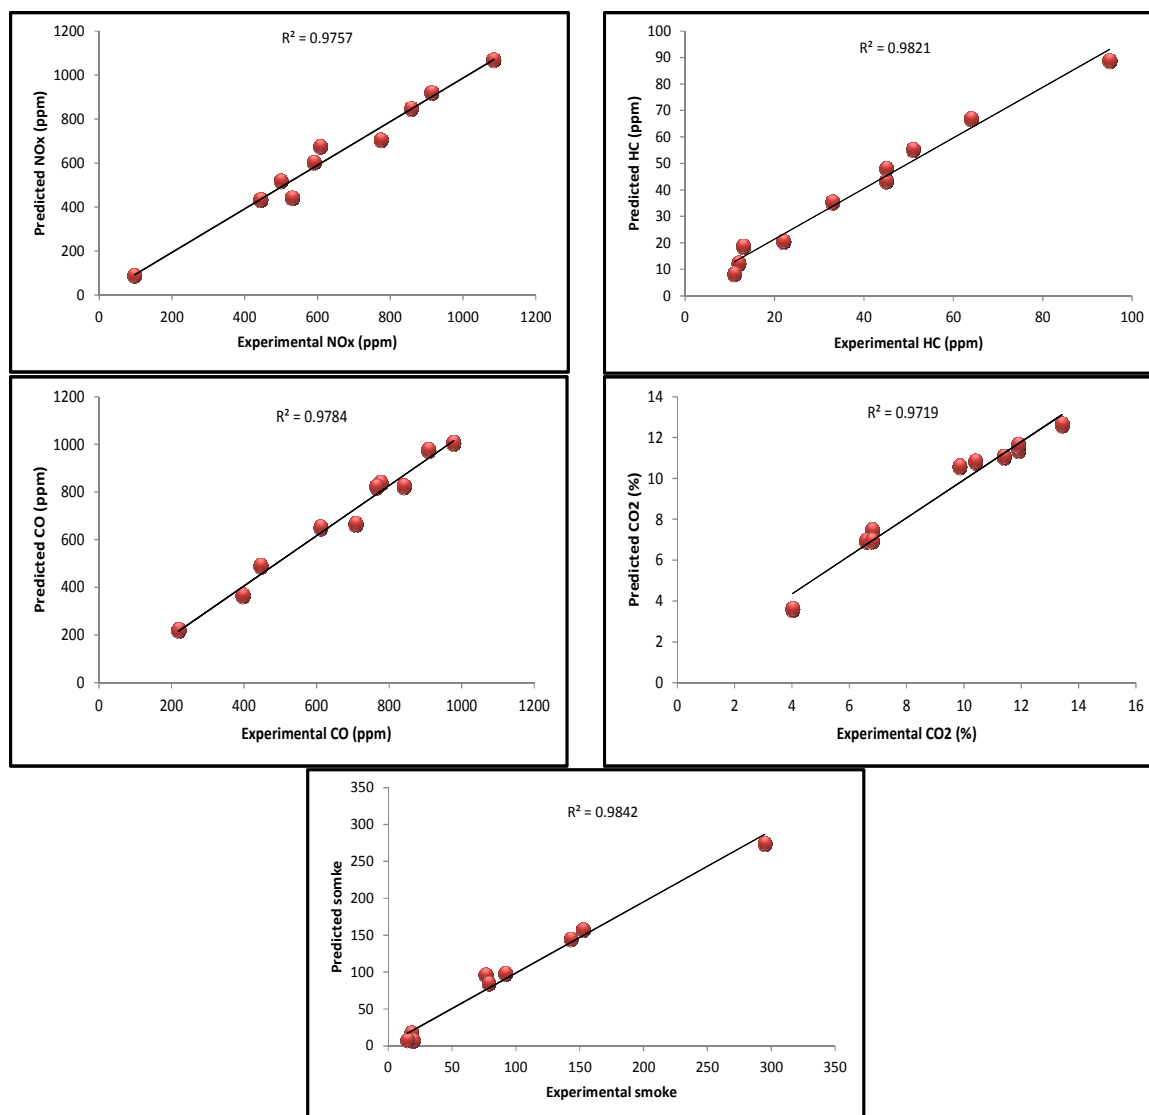 R² = 0.9757
Predicted NOx (ppm)
1200
1000
800
600
400
200
0
0 200 400 600 800 1000 1200
Experimental NOx (ppm)
R² = 0.9821
Predicted HC (ppm)
100
90
80
70
60
50
40
30
20
10
0
0 20 40 60 80 100
Experimental HC (ppm)
R² = 0.9784
Predicted CO (ppm)
1200
1000
800
600
400
200
0
0 200 400 600 800 1000 1200
Experimental CO (ppm)
R² = 0.9719
Predicted CO2 (%)
14
12
10
8
6
4
2
0
0 2 4 6 8 10 12 14 16
Experimental CO2 (%)
R² = 0.9842
Predicted somke
350
300
250
200
150
100
50
0
0 50 100 150 200 250 300 350
Experimental smoke